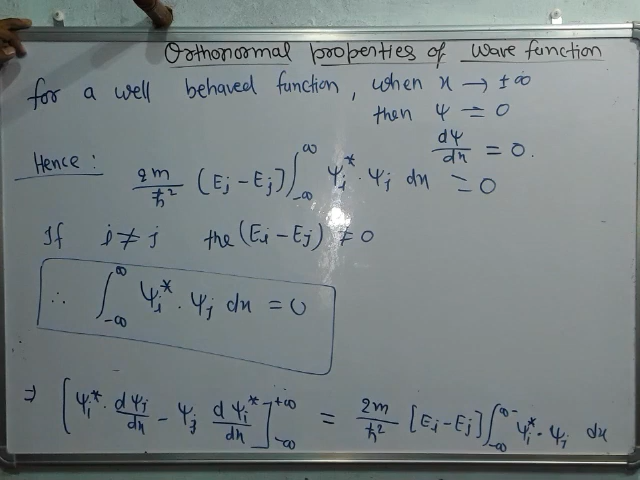 Orthonormal properties of wave function
for a well behaved function, when x → ± ∞
then ψ = 0
dψ/dx = 0.
Hence : 2m/ħ² (Ej - Ej) ∫_{-∞}^{∞} ψi* . ψj dx = 0
If i ≠ j the (Ei - Ej) ≠ 0
∴ ∫_{-∞}^{∞} ψi* . ψj dx = 0
⇒ [ψi* . dψj/dx - ψj dψi*/dx]_{-∞}^{+∞} = 2m/ħ² [Ei - Ej] ∫_{-∞}^{∞} ψi* . ψj dx